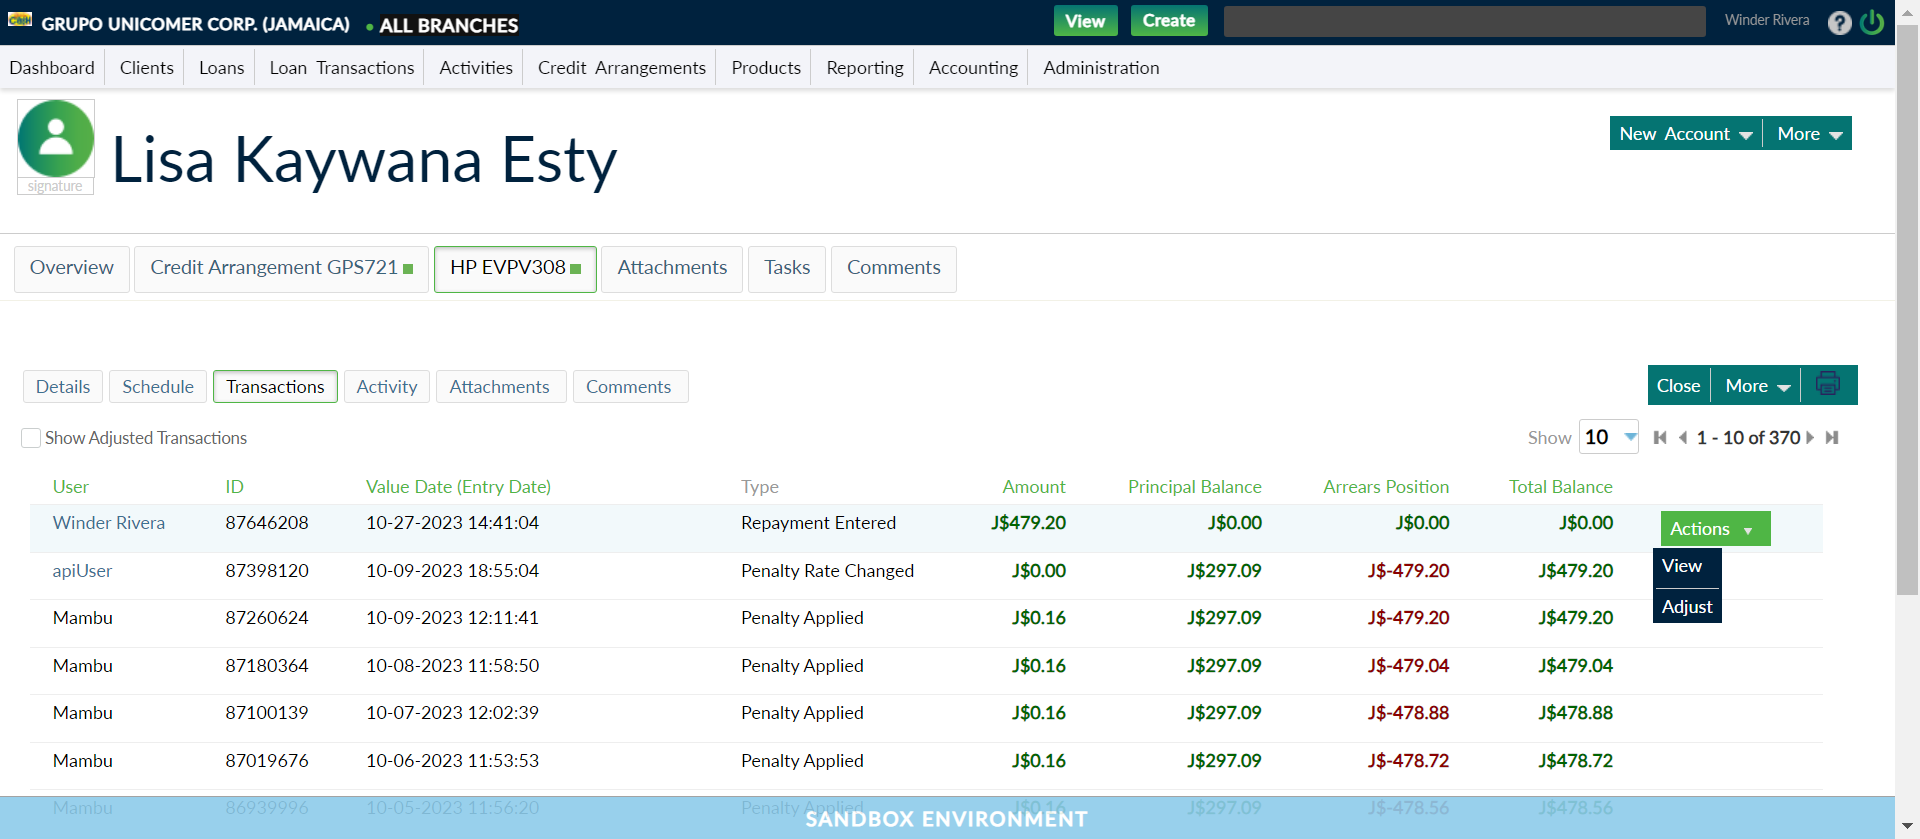 CASH GRUPO UNICOMER CORP. (JAMAICA) ALL BRANCHES View Create Winder Rivera ?
Dashboard Clients Loans Loan Transactions Activities Credit Arrangements Products Reporting Accounting Administration
Lisa Kaywana Esty
signature
New Account More
Overview Credit Arrangement GPS721 HP EVPV308 Attachments Tasks Comments
Details Schedule Transactions Activity Attachments Comments Close More
Show Adjusted Transactions Show 10 1 - 10 of 370
User ID Value Date (Entry Date) Type Amount Principal Balance Arrears Position Total Balance
Winder Rivera 87646208 10-27-2023 14:41:04 Repayment Entered J$479.20 J$0.00 J$0.00 J$0.00 Actions
View
apiUser 87398120 10-09-2023 18:55:04 Penalty Rate Changed J$0.00 J$297.09 J$-479.20 J$479.20
Adjust
Mambu 87260624 10-09-2023 12:11:41 Penalty Applied J$0.16 J$297.09 J$-479.20 J$479.20
Mambu 87180364 10-08-2023 11:58:50 Penalty Applied J$0.16 J$297.09 J$-479.04 J$479.04
Mambu 87100139 10-07-2023 12:02:39 Penalty Applied J$0.16 J$297.09 J$-478.88 J$478.88
Mambu 87019676 10-06-2023 11:53:53 Penalty Applied J$0.16 J$297.09 J$-478.72 J$478.72
Mambu 86939996 10-05-2023 11:56:20 Penalty Applied J$0.16 J$297.09 J$-478.56 J$478.56
SANDBOX ENVIRONMENT